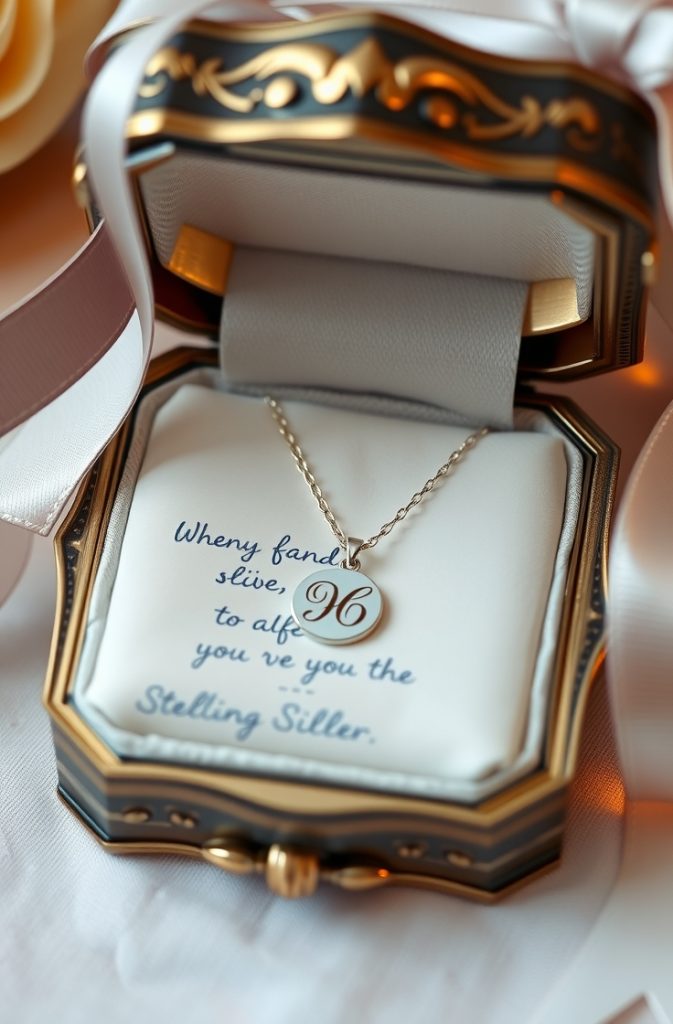 Wheny fand
slive,
to alfe
you ve you the
Stelling Siller.
H